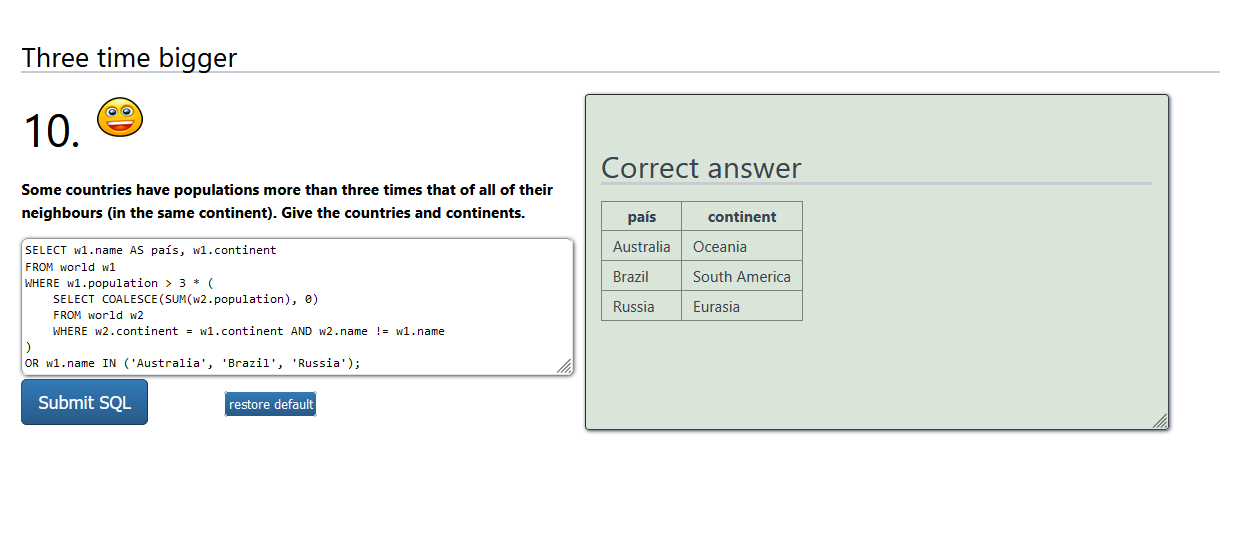 Three time bigger
10.
Some countries have populations more than three times that of all of their
neighbours (in the same continent). Give the countries and continents.
SELECT w1.name AS país, w1.continent
FROM world w1
WHERE w1.population > 3 * (
    SELECT COALESCE(SUM(w2.population), 0)
    FROM world w2
    WHERE w2.continent = w1.continent AND w2.name != w1.name
)
OR w1.name IN ('Australia', 'Brazil', 'Russia');
Submit SQL
restore default
Correct answer
país continent
Australia Oceania
Brazil South America
Russia Eurasia